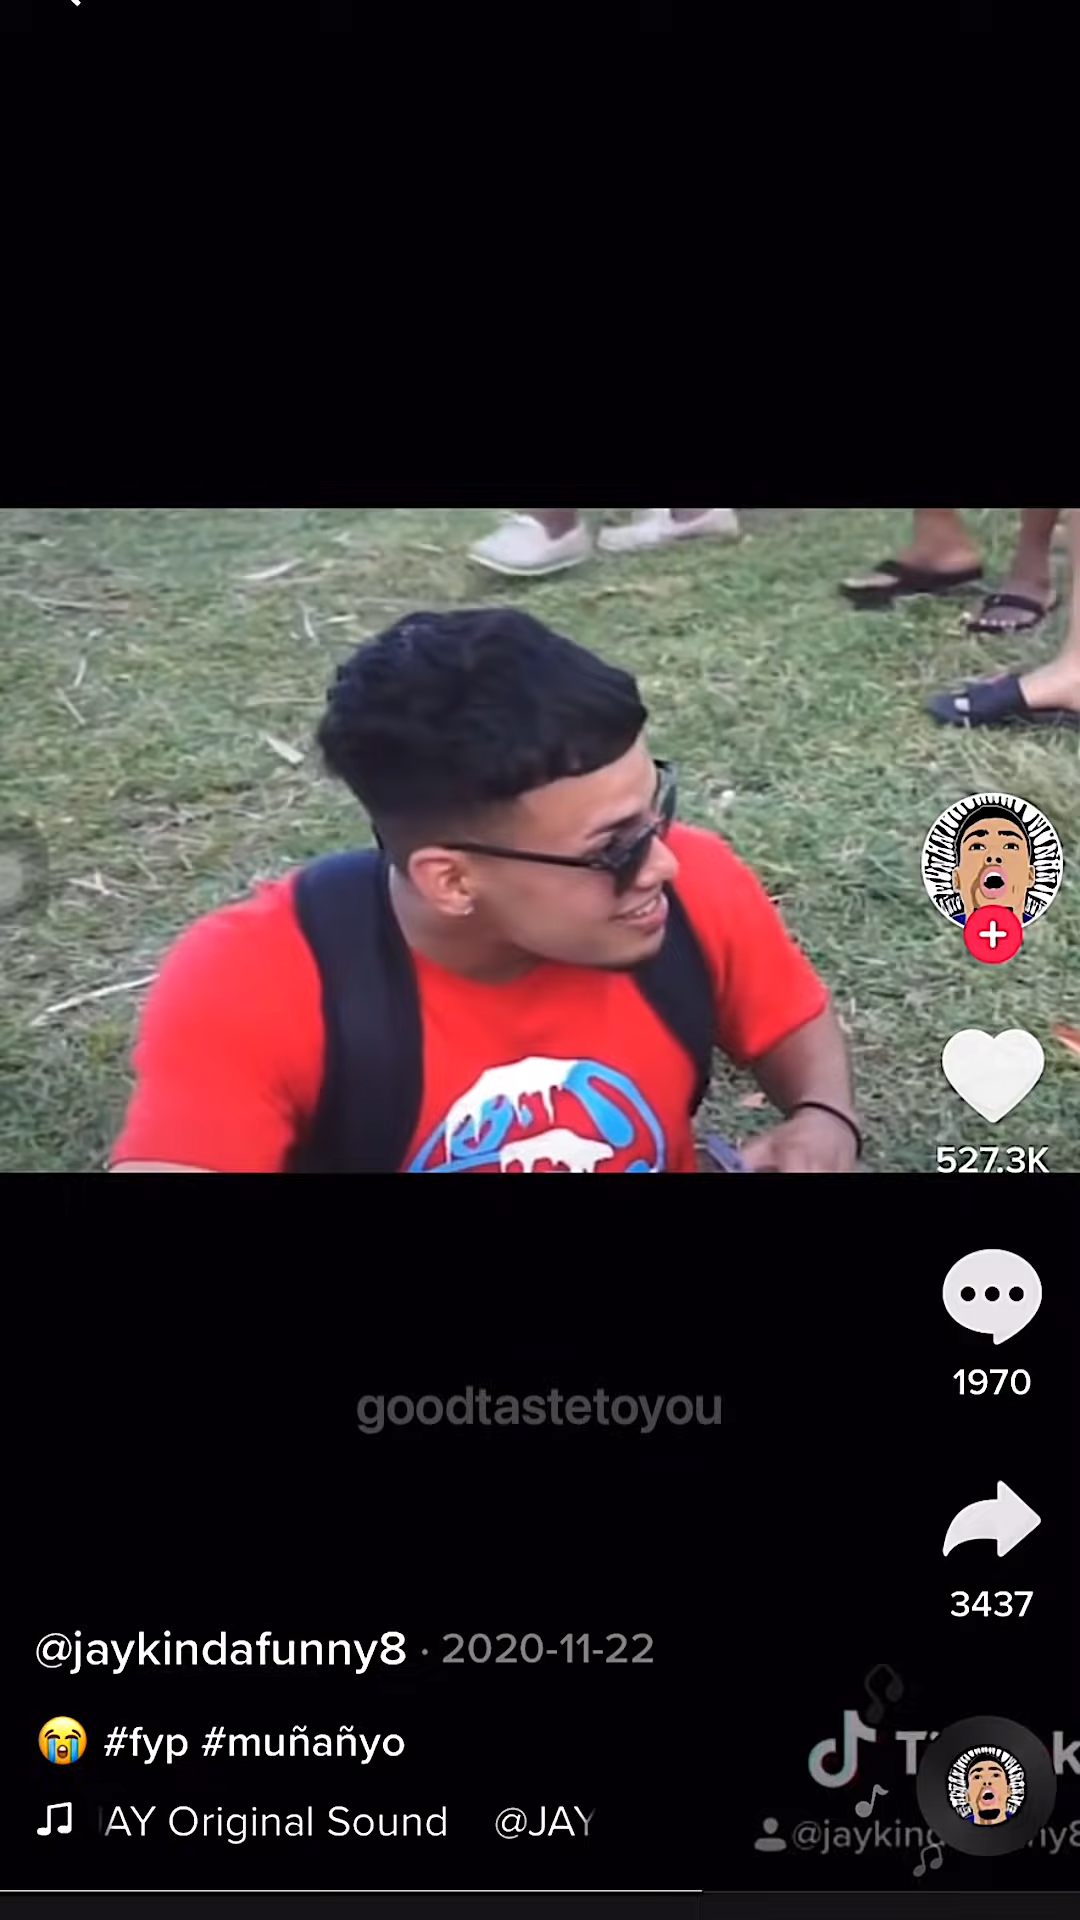 527.3K
1970
goodtastetoyou
3437
@jaykindafunny8 · 2020-11-22
😭 #fyp #muñañyo
AY Original Sound @JAY